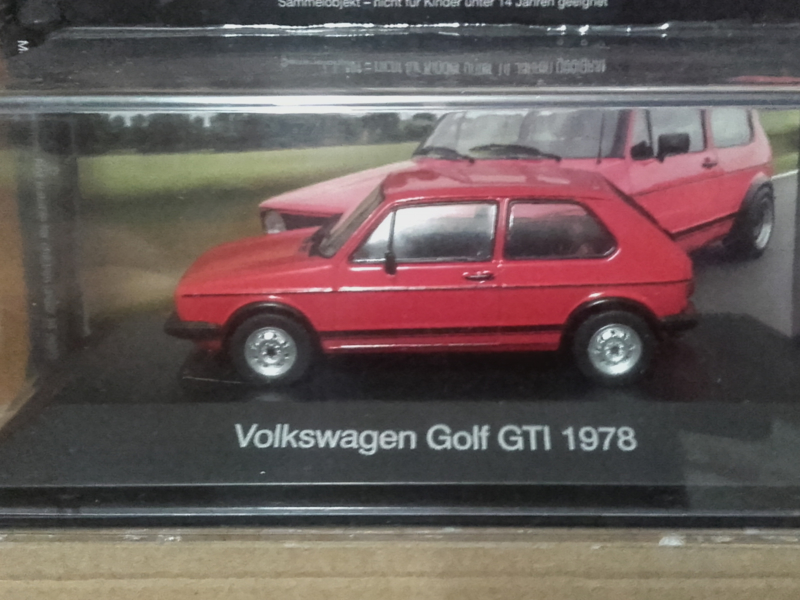 Sammelobjekt – nicht für Kinder unter 14 Jahren geeignet
Volkswagen Golf GTI 1978